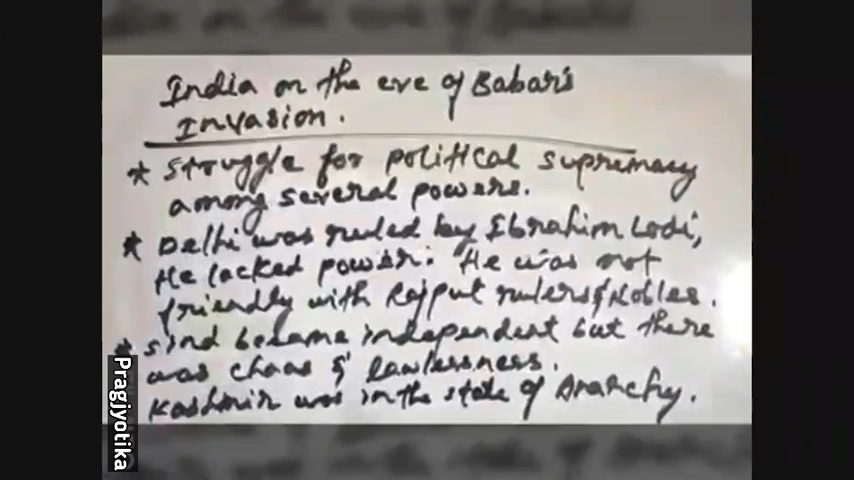 India on the eve of Babar's
Invasion.
* Struggle for political supremacy
among several powers.
* Delhi was ruled by Ibrahim Lodi,
He lacked power. He was not
friendly with Rajput rulers & Nobles.
* Sind became independent but there
was chaos & lawlessness.
Kashmir was in the state of Anarchy.
Pragjyotika